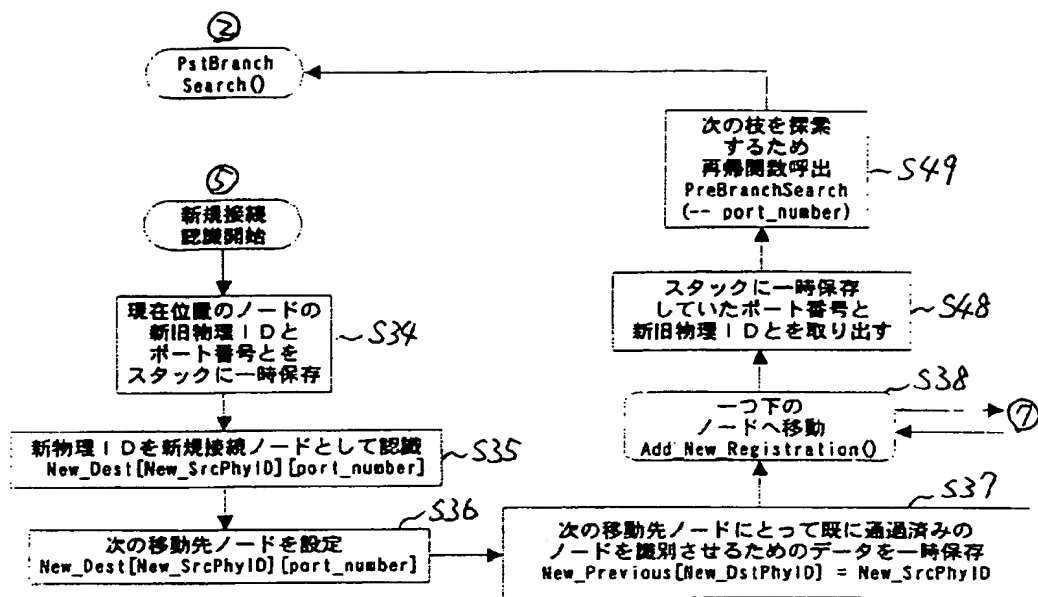 ②
PstBranch
Search()
⑤
新規接続
認識開始
現在位置のノードの
新旧物理IDと
ポート番号とを
スタックに一時保存
~S34
新物理IDを新規接続ノードとして認識
New_Dest[New_SrcPhyID][port_number]
S35
次の移動先ノードを設定
New_Dest[New_SrcPhyID][port_number]
S36
次の移動先ノードにとって既に通過済みの
ノードを識別させるためのデータを一時保存
New_Previous[New_DstPhyID] = New_SrcPhyID
S37
一つ下の
ノードへ移動
Add_New_Registration()
S38
⑦
スタックに一時保存
していたポート番号と
新旧物理IDとを取り出す
~S48
次の枝を探索
するため
再帰関数呼出
PreBranchSearch
(-- port_number)
~S49